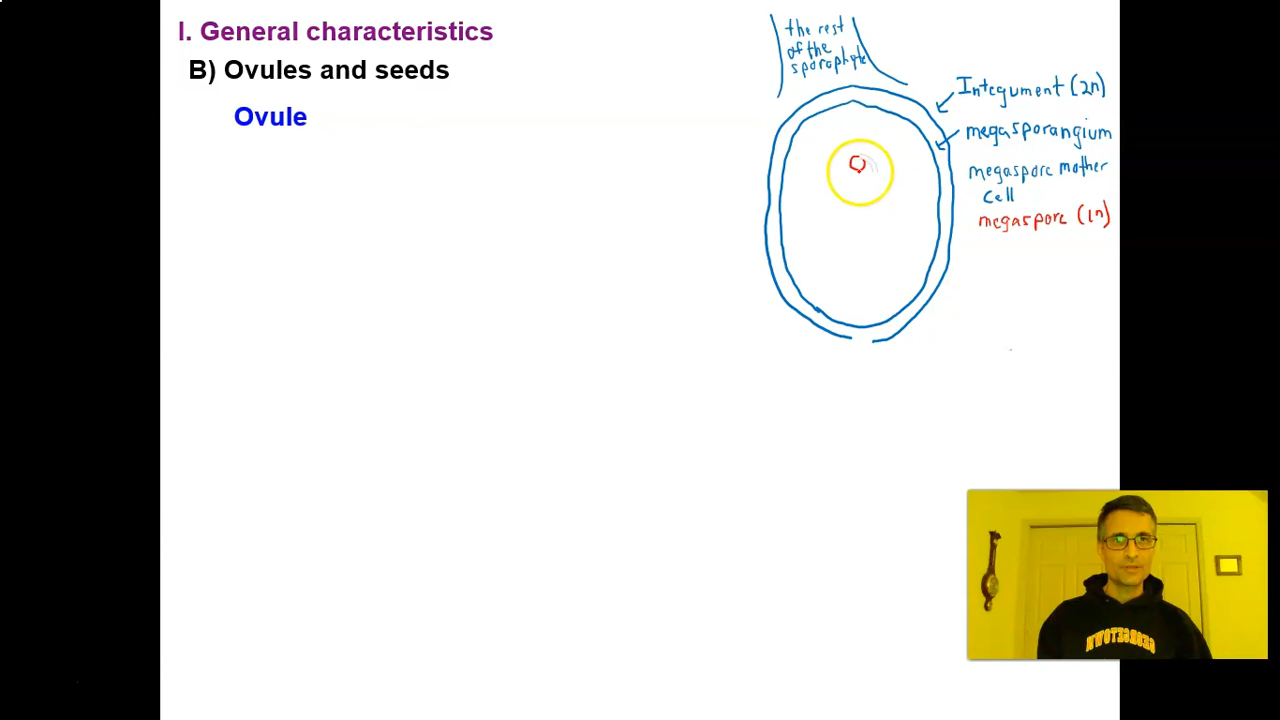 I. General characteristics
B) Ovules and seeds
Ovule
the rest
of the
sporophyte
Integument (2n)
megasporangium
megaspore mother
cell
megaspore (1n)
GEORGETOWN